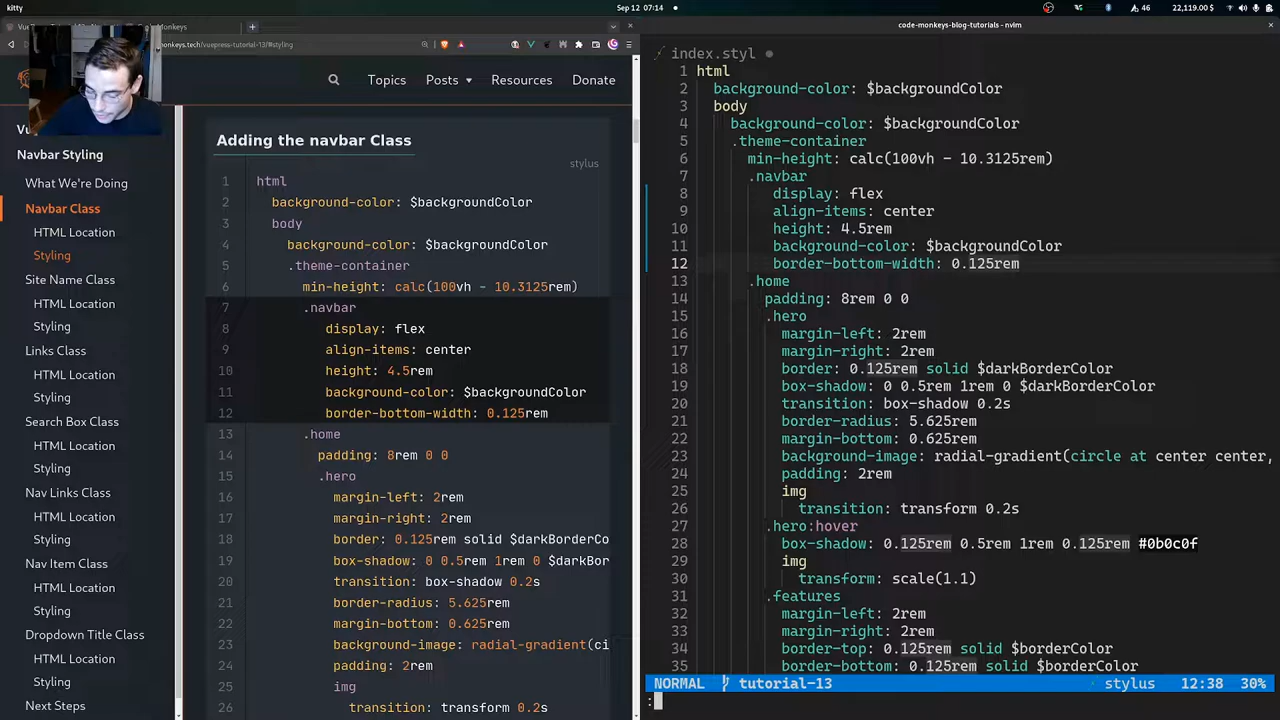 kitty
Sep 12 07:14
46
22,119.00 $
Monkeys
code-monkeys-blog-tutorials - nvim
monkeys.tech/vuepress-tutorial-13/#styling
Topics
Posts
Resources
Donate
Navbar Styling
What We're Doing
Navbar Class
HTML Location
Styling
Site Name Class
HTML Location
Styling
Links Class
HTML Location
Styling
Search Box Class
HTML Location
Styling
Nav Links Class
HTML Location
Styling
Nav Item Class
HTML Location
Styling
Dropdown Title Class
HTML Location
Styling
Next Steps
Adding the navbar Class
stylus
1 html
2 background-color: $backgroundColor
3 body
4 background-color: $backgroundColor
5 .theme-container
6 min-height: calc(100vh - 10.3125rem)
7 .navbar
8 display: flex
9 align-items: center
10 height: 4.5rem
11 background-color: $backgroundColor
12 border-bottom-width: 0.125rem
13 .home
14 padding: 8rem 0 0
15 .hero
16 margin-left: 2rem
17 margin-right: 2rem
18 border: 0.125rem solid $darkBorderCo
19 box-shadow: 0 0.5rem 1rem 0 $darkBor
20 transition: box-shadow 0.2s
21 border-radius: 5.625rem
22 margin-bottom: 0.625rem
23 background-image: radial-gradient(ci
24 padding: 2rem
25 img
26 transition: transform 0.2s
index.styl
1 html
2 background-color: $backgroundColor
3 body
4 background-color: $backgroundColor
5 .theme-container
6 min-height: calc(100vh - 10.3125rem)
7 .navbar
8 display: flex
9 align-items: center
10 height: 4.5rem
11 background-color: $backgroundColor
12 border-bottom-width: 0.125rem
13 .home
14 padding: 8rem 0 0
15 .hero
16 margin-left: 2rem
17 margin-right: 2rem
18 border: 0.125rem solid $darkBorderColor
19 box-shadow: 0 0.5rem 1rem 0 $darkBorderColor
20 transition: box-shadow 0.2s
21 border-radius: 5.625rem
22 margin-bottom: 0.625rem
23 background-image: radial-gradient(circle at center center,
24 padding: 2rem
25 img
26 transition: transform 0.2s
27 .hero:hover
28 box-shadow: 0.125rem 0.5rem 1rem 0.125rem #0b0c0f
29 img
30 transform: scale(1.1)
31 .features
32 margin-left: 2rem
33 margin-right: 2rem
34 border-top: 0.125rem solid $borderColor
35 border-bottom: 0.125rem solid $borderColor
NORMAL tutorial-13 stylus 12:38 30%
: